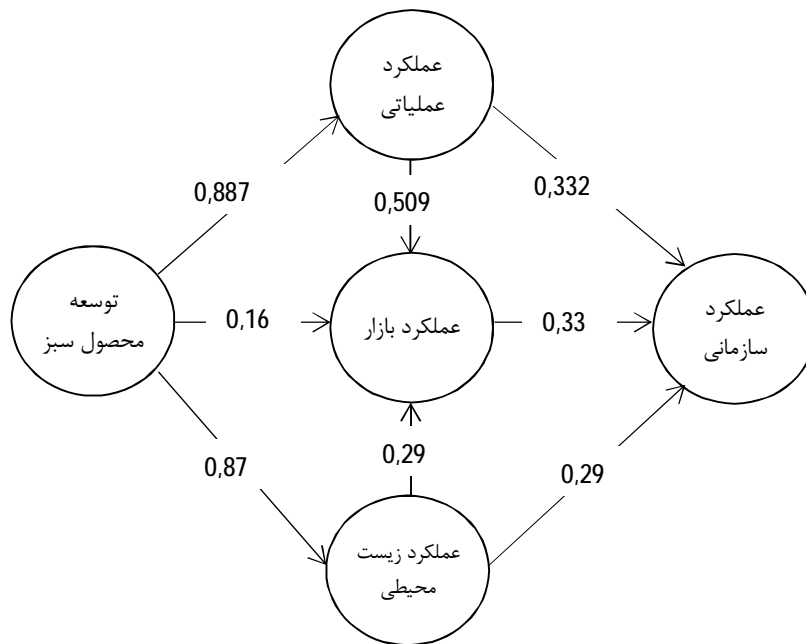 عملکرد
عملیاتی
0,887
0,509
0,332
توسعه
محصول سبز
0,16
عملکرد بازار
0,33
عملکرد
سازمانی
0,87
0,29
0,29
عملکرد زیست
محیطی